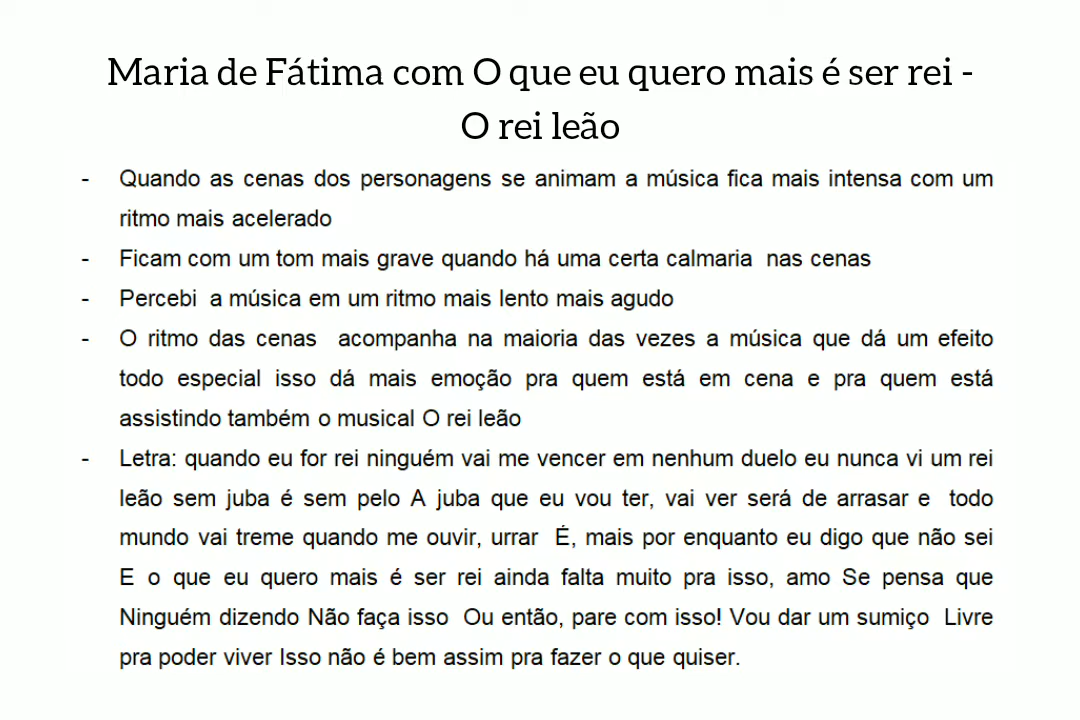 Maria de Fátima com O que eu quero mais é ser rei -
O rei leão
- Quando as cenas dos personagens se animam a música fica mais intensa com um
ritmo mais acelerado
- Ficam com um tom mais grave quando há uma certa calmaria  nas cenas
- Percebi  a música em um ritmo mais lento mais agudo
- O ritmo das cenas  acompanha na maioria das vezes a música que dá um efeito
todo especial isso dá mais emoção pra quem está em cena e pra quem está
assistindo também o musical O rei leão
- Letra: quando eu for rei ninguém vai me vencer em nenhum duelo eu nunca vi um rei
leão sem juba é sem pelo A juba que eu vou ter, vai ver será de arrasar e  todo
mundo vai treme quando me ouvir, urrar  É, mais por enquanto eu digo que não sei
E o que eu quero mais é ser rei ainda falta muito pra isso, amo Se pensa que
Ninguém dizendo Não faça isso  Ou então, pare com isso! Vou dar um sumiço  Livre
pra poder viver Isso não é bem assim pra fazer o que quiser.